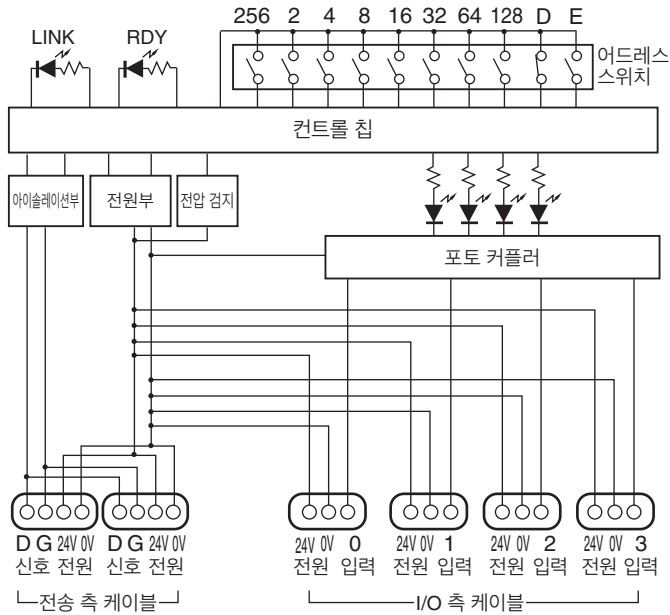 256 2 4 8 16 32 64 128 D E
LINK RDY
어드레스
스위치
컨트롤 칩
아이솔레이션부 전원부 전압 검지
포토 커플러
D G 24V 0V D G 24V 0V 24V 0V 0 24V 0V 1 24V 0V 2 24V 0V 3
신호 전원 신호 전원 전원 입력 전원 입력 전원 입력 전원 입력
전송 측 케이블 I/O 측 케이블